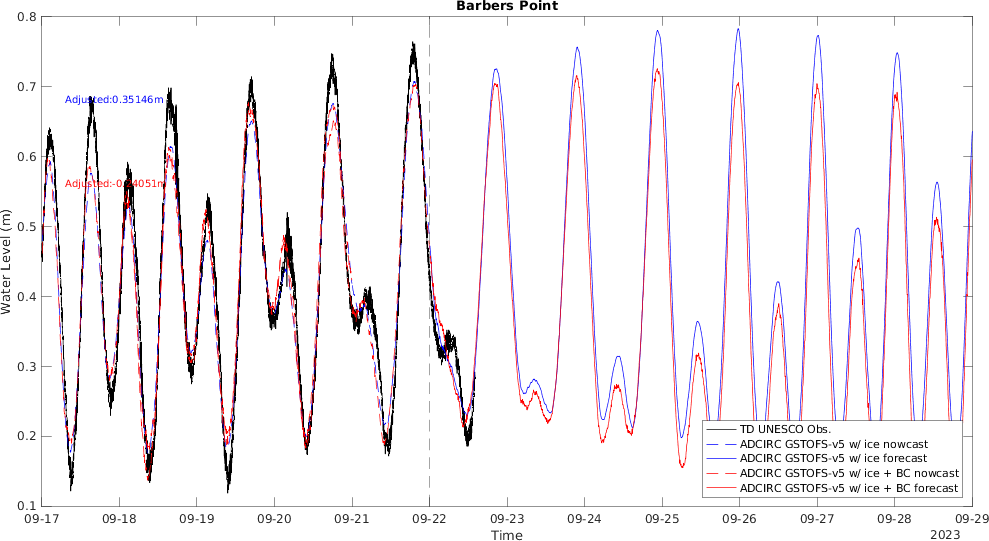 Barbers Point
0.8
0.7
0.6
0.5
0.4
0.3
0.2
0.1
Water Level (m)
Adjusted:0.35146m
TD UNESCO Obs.
ADCIRC GSTOFS-v5 w/ ice nowcast
ADCIRC GSTOFS-v5 w/ ice forecast
ADCIRC GSTOFS-v5 w/ ice + BC nowcast
ADCIRC GSTOFS-v5 w/ ice + BC forecast
09-17 09-18 09-19 09-20 09-21 09-22 09-23 09-24 09-25 09-26 09-27 09-28 09-29
Time
2023